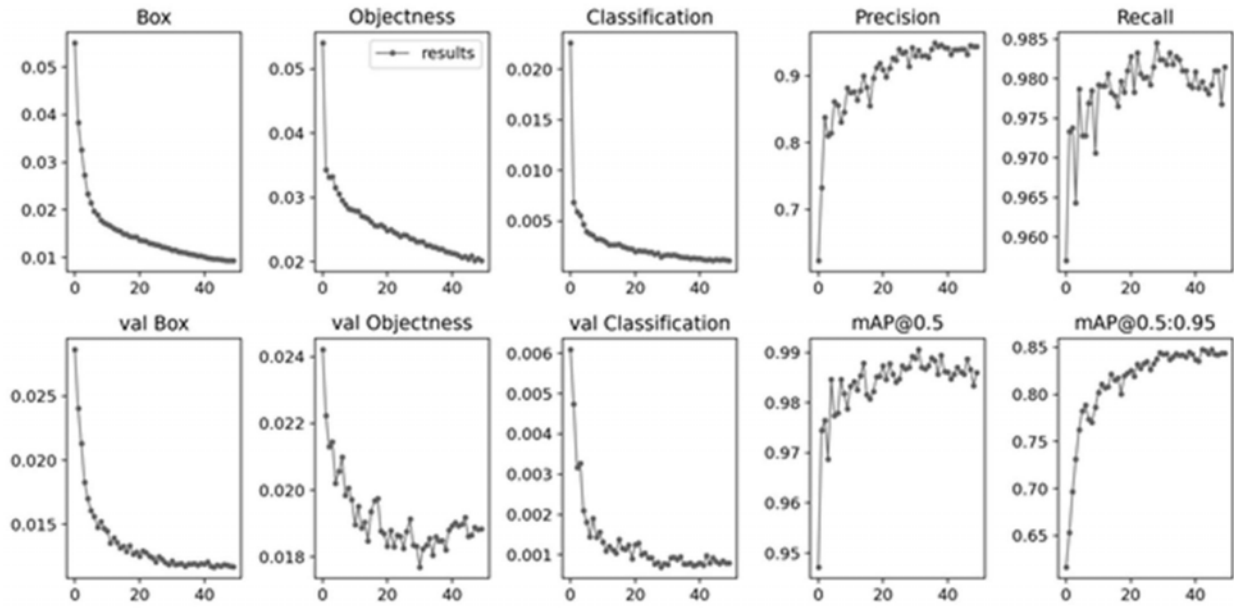 Box Objectness Classification Precision Recall
results
0.05 0.04 0.03 0.02 0.01
0 20 40
0.05 0.04 0.03 0.02
0 20 40
0.020 0.015 0.010 0.005
0 20 40
0.9 0.8 0.7
0 20 40
0.985 0.980 0.975 0.970 0.965 0.960
0 20 40
val Box val Objectness val Classification mAP@0.5 mAP@0.5:0.95
0.025 0.020 0.015
0 20 40
0.024 0.022 0.020 0.018
0 20 40
0.006 0.005 0.004 0.003 0.002 0.001
0 20 40
0.99 0.98 0.97 0.96 0.95
0 20 40
0.85 0.80 0.75 0.70 0.65
0 20 40